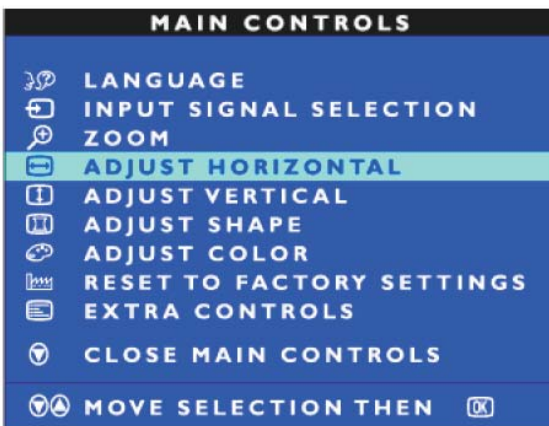 MAIN CONTROLS
LANGUAGE
INPUT SIGNAL SELECTION
ZOOM
ADJUST HORIZONTAL
ADJUST VERTICAL
ADJUST SHAPE
ADJUST COLOR
RESET TO FACTORY SETTINGS
EXTRA CONTROLS
CLOSE MAIN CONTROLS
MOVE SELECTION THEN OK